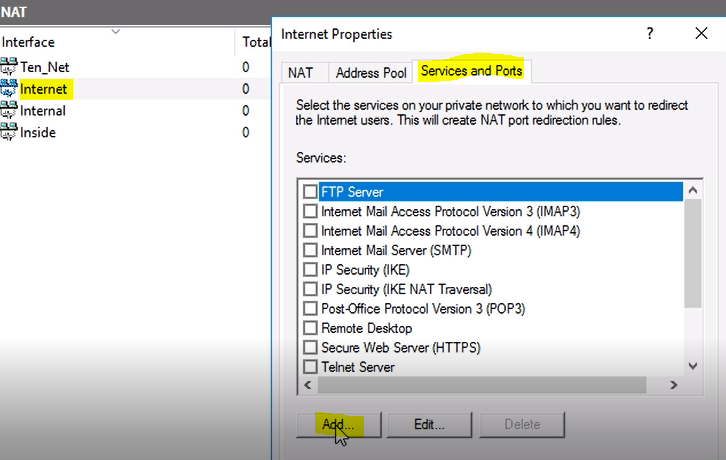 NAT
Interface Total
Ten_Net 0
Internet 0
Internal 0
Inside 0
Internet Properties ?
NAT Address Pool Services and Ports
Select the services on your private network to which you want to redirect
the Internet users. This will create NAT port redirection rules.
Services:
FTP Server
Internet Mail Access Protocol Version 3 (IMAP3)
Internet Mail Access Protocol Version 4 (IMAP4)
Internet Mail Server (SMTP)
IP Security (IKE)
IP Security (IKE NAT Traversal)
Post-Office Protocol Version 3 (POP3)
Remote Desktop
Secure Web Server (HTTPS)
Telnet Server
Add... Edit... Delete